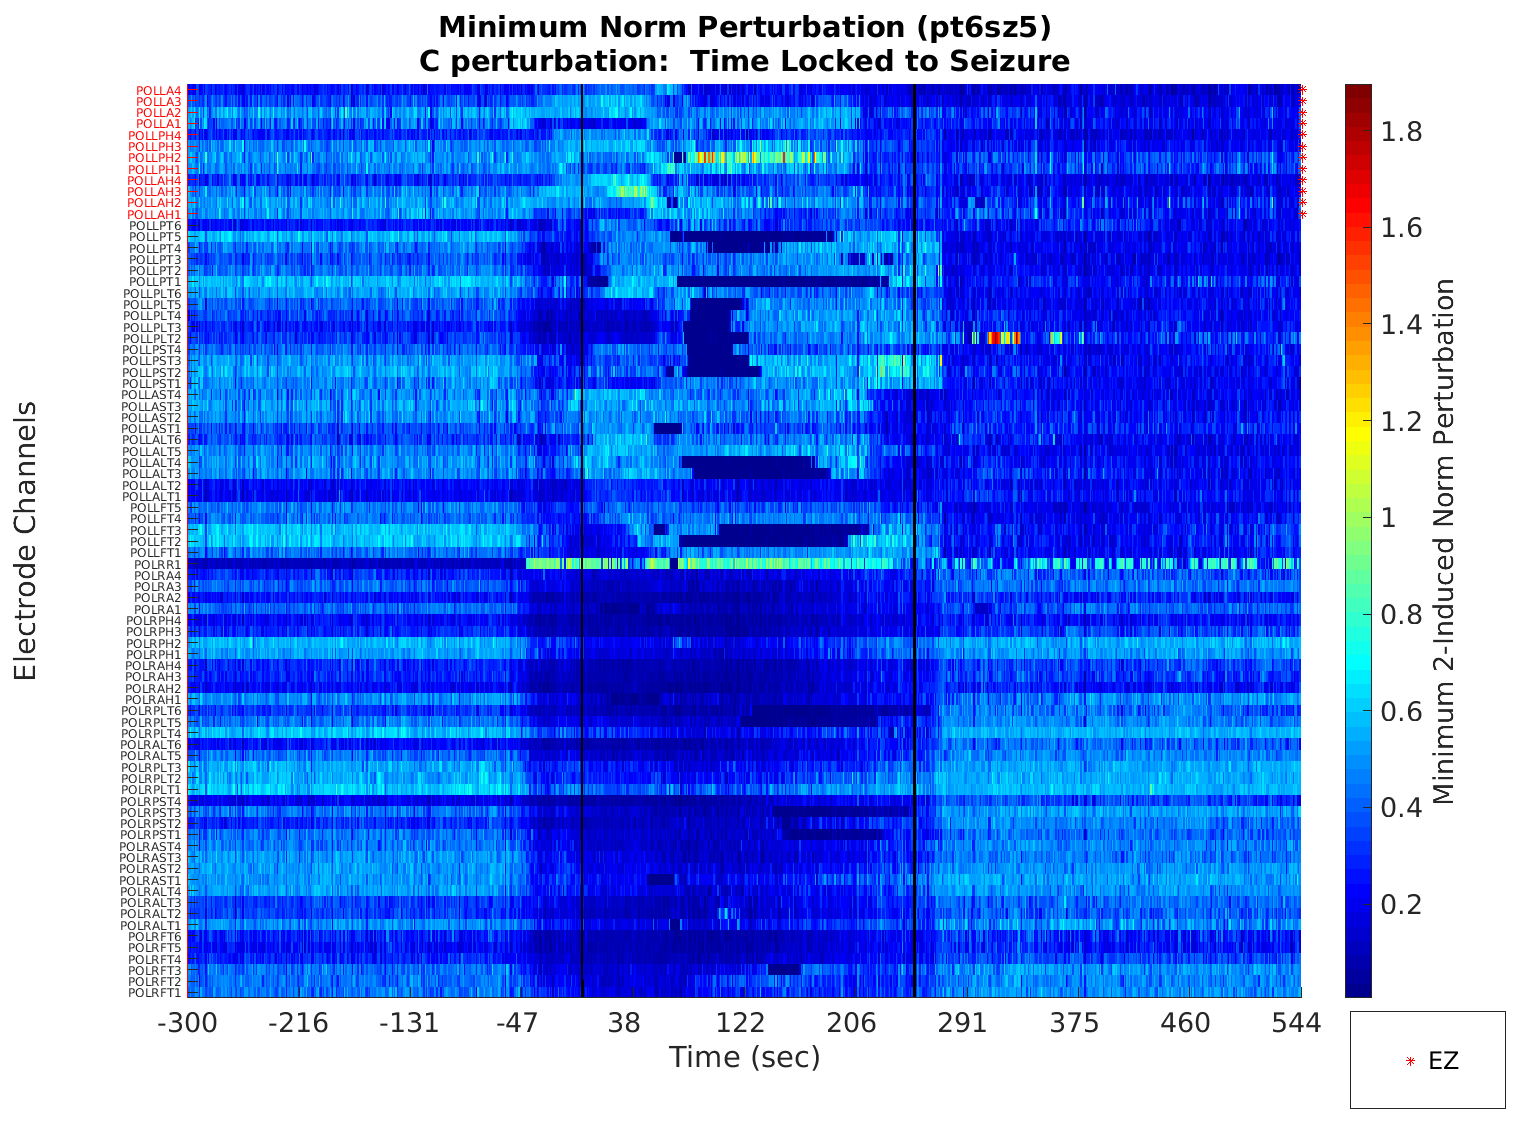 Minimum Norm Perturbation (pt6sz5)
C perturbation:  Time Locked to Seizure
Electrode Channels
POLLA4
POLLA3
POLLA2
POLLA1
POLLPH4
POLLPH3
POLLPH2
POLLPH1
POLLAH4
POLLAH3
POLLAH2
POLLAH1
POLLPT6
POLLPT5
POLLPT4
POLLPT3
POLLPT2
POLLPT1
POLLPLT6
POLLPLT5
POLLPLT4
POLLPLT3
POLLPLT2
POLLPST4
POLLPST3
POLLPST2
POLLPST1
POLLAST4
POLLAST3
POLLAST2
POLLAST1
POLLALT6
POLLALT5
POLLALT4
POLLALT3
POLLALT2
POLLALT1
POLLFT5
POLLFT4
POLLFT3
POLLFT2
POLLFT1
POLRR1
POLRA4
POLRA3
POLRA2
POLRA1
POLRPH4
POLRPH3
POLRPH2
POLRPH1
POLRAH4
POLRAH3
POLRAH2
POLRAH1
POLRPLT6
POLRPLT5
POLRPLT4
POLRALT6
POLRALT5
POLRPLT3
POLRPLT2
POLRPLT1
POLRPST4
POLRPST3
POLRPST2
POLRPST1
POLRAST4
POLRAST3
POLRAST2
POLRAST1
POLRALT4
POLRALT3
POLRALT2
POLRALT1
POLRFT6
POLRFT5
POLRFT4
POLRFT3
POLRFT2
POLRFT1
-300 -216 -131 -47 38 122 206 291 375 460 544
Time (sec)
1.8
1.6
1.4
1.2
1
0.8
0.6
0.4
0.2
Minimum 2-Induced Norm Perturbation
EZ